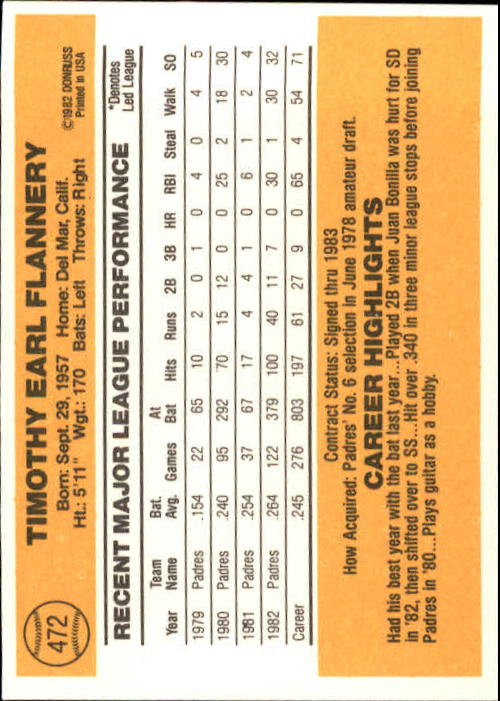 472
TIMOTHY EARL FLANNERY
©1982 DONRUSS
Printed in USA
Born: Sept. 29, 1957 Home: Del Mar, Calif.
Ht.: 5'11" Wgt.: 170 Bats: Left Throws: Right
RECENT MAJOR LEAGUE PERFORMANCE
*Denotes
Led League
Year Team Name Bat. Avg. Games At Bat Hits Runs 2B 3B HR RBI Steal Walk SO
1979 Padres .154 22 65 10 2 0 1 0 4 0 4 5
1980 Padres .240 95 292 70 15 12 0 0 25 2 18 30
1981 Padres .254 37 67 17 4 4 1 0 6 1 2 4
1982 Padres .264 122 379 100 40 11 7 0 30 1 30 32
Career .245 276 803 197 61 27 9 0 65 4 54 71
Contract Status: Signed thru 1983
How Acquired: Padres' No. 6 selection in June 1978 amateur draft.
CAREER HIGHLIGHTS
Had his best year with the bat last year...Played 2B when Juan Bonilla was hurt for SD
in '82, then shifted over to SS...Hit over .340 in three minor league stops before joining
Padres in '80...Plays guitar as a hobby.